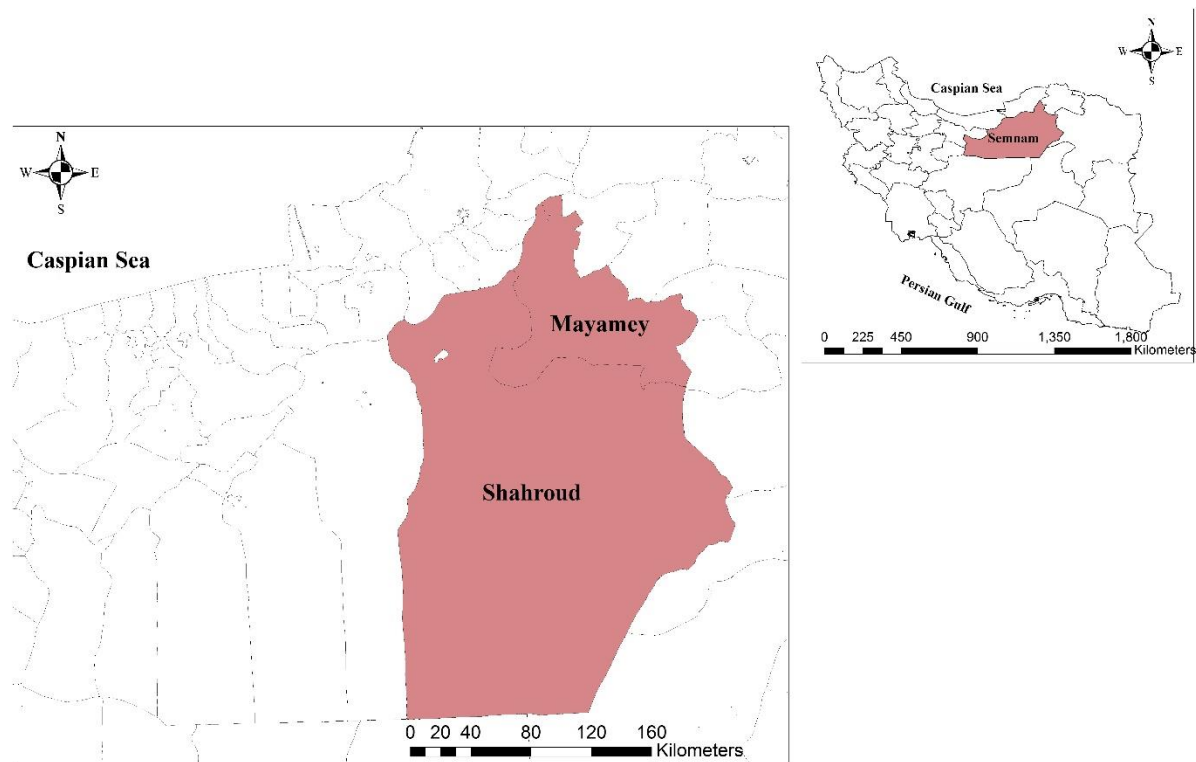 N
W E
S
Caspian Sea
Mayamey
Shahroud
0 20 40 80 120 160
Kilometers
N
W E
S
Caspian Sea
Semnam
Persian Gulf
0 225 450 900 1,350 1,800
Kilometers